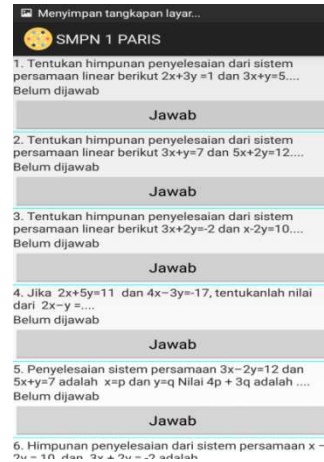 Menyimpan tangkapan layar...
SMPN 1 PARIS
1. Tentukan himpunan penyelesaian dari sistem
persamaan linear berikut 2x+3y =1 dan 3x+y=5....
Belum dijawab
Jawab
2. Tentukan himpunan penyelesaian dari sistem
persamaan linear berikut 3x+y=7 dan 5x+2y=12....
Belum dijawab
Jawab
3. Tentukan himpunan penyelesaian dari sistem
persamaan linear berikut 3x+2y=-2 dan x-2y=10....
Belum dijawab
Jawab
4. Jika 2x+5y=11 dan 4x−3y=-17, tentukanlah nilai
dari 2x−y =....
Belum dijawab
Jawab
5. Penyelesaian sistem persamaan 3x−2y=12 dan
5x+y=7 adalah x=p dan y=q Nilai 4p + 3q adalah ....
Belum dijawab
Jawab
6. Himpunan penyelesaian dari sistem persamaan x −
2y = 10 dan 3x + 2y = -2 adalah